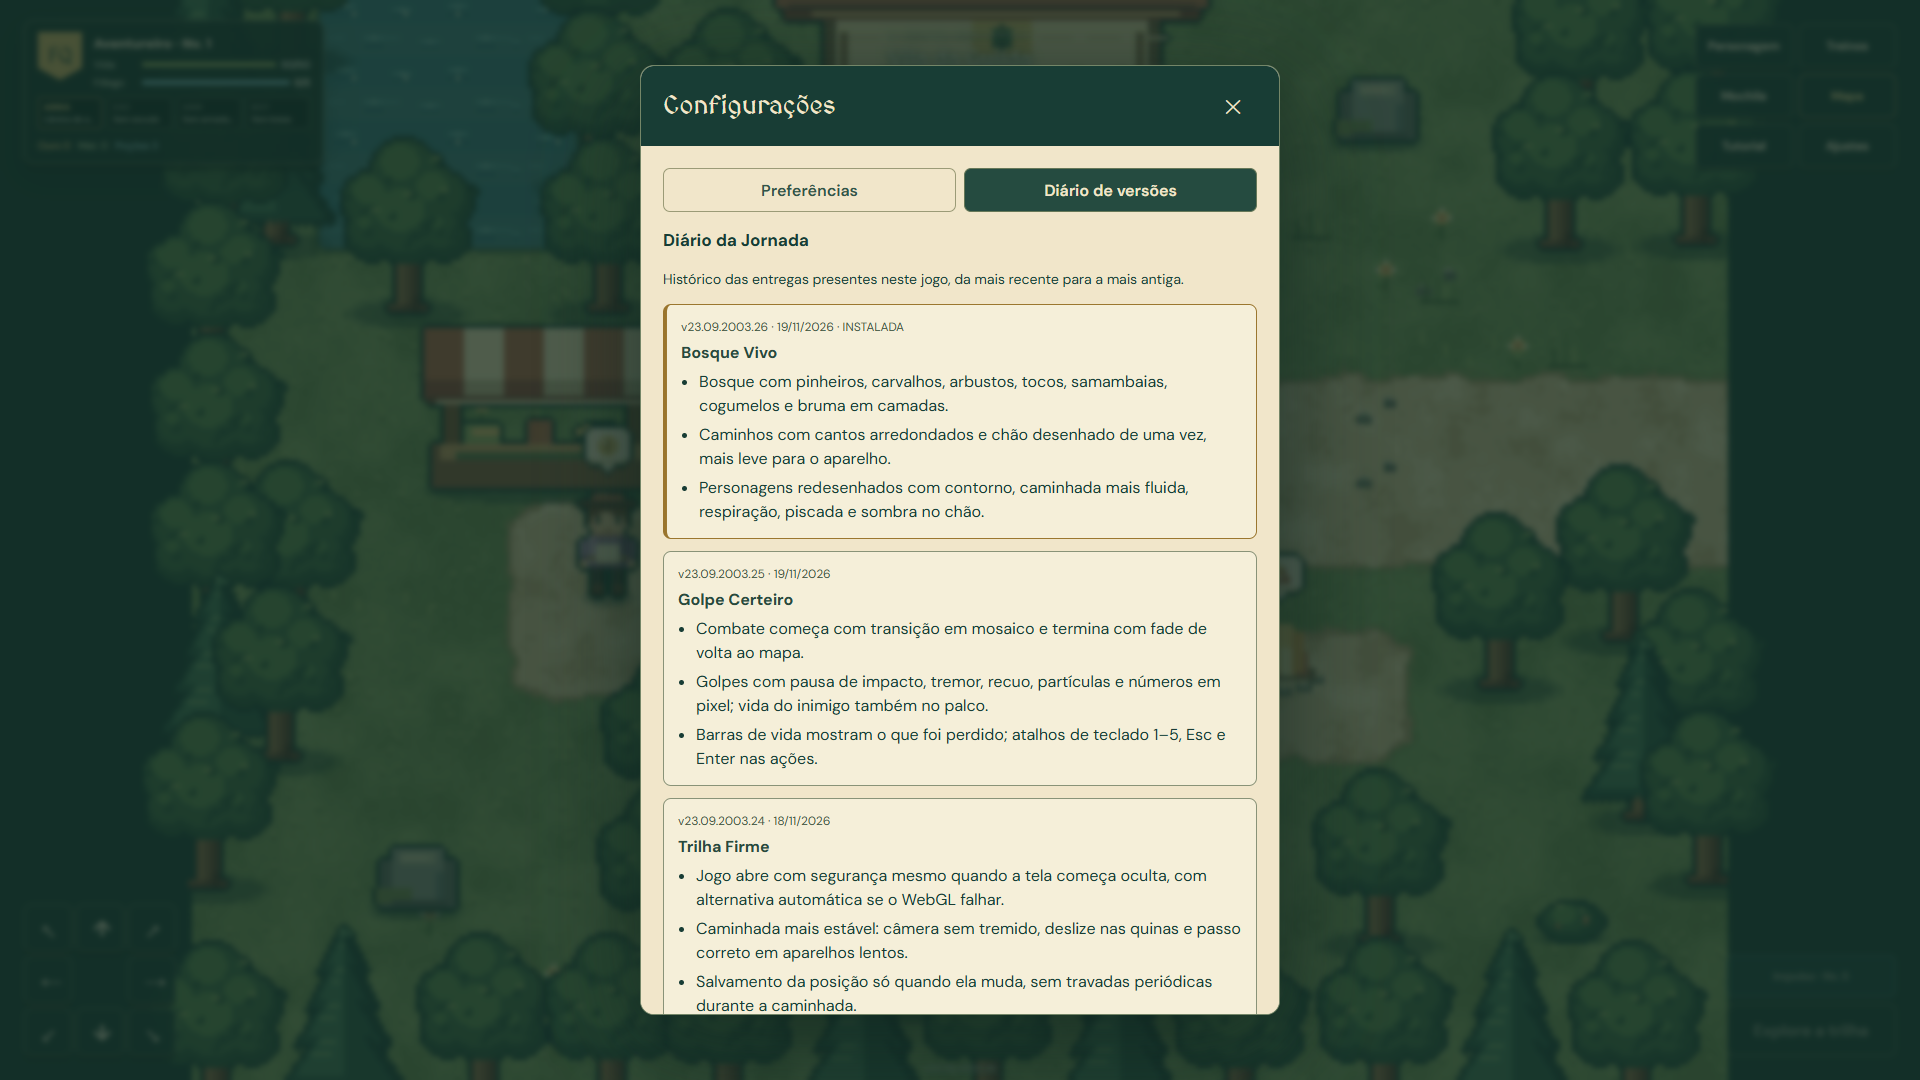 Configurações
Preferências
Diário de versões
Diário da Jornada
Histórico das entregas presentes neste jogo, da mais recente para a mais antiga.
v23.09.2003.26 · 19/11/2026 · INSTALADA
Bosque Vivo
• Bosque com pinheiros, carvalhos, arbustos, tocos, samambaias,
cogumelos e bruma em camadas.
• Caminhos com cantos arredondados e chão desenhado de uma vez,
mais leve para o aparelho.
• Personagens redesenhados com contorno, caminhada mais fluida,
respiração, piscada e sombra no chão.
v23.09.2003.25 · 19/11/2026
Golpe Certeiro
• Combate começa com transição em mosaico e termina com fade de
volta ao mapa.
• Golpes com pausa de impacto, tremor, recuo, partículas e números em
pixel; vida do inimigo também no palco.
• Barras de vida mostram o que foi perdido; atalhos de teclado 1–5, Esc e
Enter nas ações.
v23.09.2003.24 · 18/11/2026
Trilha Firme
• Jogo abre com segurança mesmo quando a tela começa oculta, com
alternativa automática se o WebGL falhar.
• Caminhada mais estável: câmera sem tremido, deslize nas quinas e passo
correto em aparelhos lentos.
• Salvamento da posição só quando ela muda, sem travadas periódicas
durante a caminhada.
Personagem
Mochila
Mapa
Tutorial
Ajustes
Explore a trilha